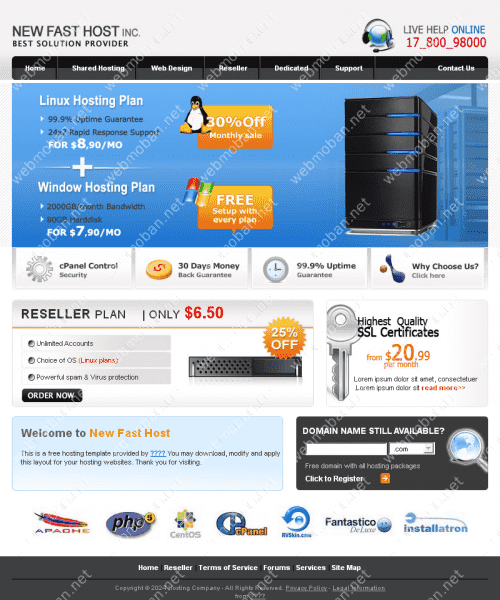 NEW FAST HOST INC.
BEST SOLUTION PROVIDER
LIVE HELP ONLINE
17_800_98000
Home
Shared Hosting
Web Design
Reseller
Dedicated
Support
Contact Us
Linux Hosting Plan
99.9% Uptime Guarantee
24x7 Rapid Response Support
FOR $8,90/MO
30%Off
Monthly sale
Window Hosting Plan
2000GB/month Bandwidth
80GB Harddisk
FOR $7,90/MO
FREE
Setup with
every plan
cPanel Control
Security
30 Days Money
Back Guarantee
99.9% Uptime
Guarantee
Why Choose Us?
Click here
RESELLER PLAN | ONLY $6.50
Unlimited Accounts
Choice of OS (Linux plans)
Powerful spam & Virus protection
ORDER NOW
25%
OFF
Highest Quality
SSL Certificates
from $20.99
per month
Lorem ipsum dolor sit amet, consectetuer
Lorem ipsum dolor sit read more>>
Welcome to New Fast Host
This is a free hosting template provided by ???? You may download, modify and apply
this layout for your hosting websites. Thank you for visiting.
DOMAIN NAME STILL AVAILABLE?
.com
Free domain with all hosting packages
Click to Register
APACHE
php5
CentOS
cPanel
RVSkin.com
Fantastico
DeLuxe
installatron
Home | Reseller | Terms of Service | Forums | Services | Site Map
Copyright © 2024 Hosting Company - All Rights Reserved. Privacy Policy - Legal Information
from ????
webmoban.net